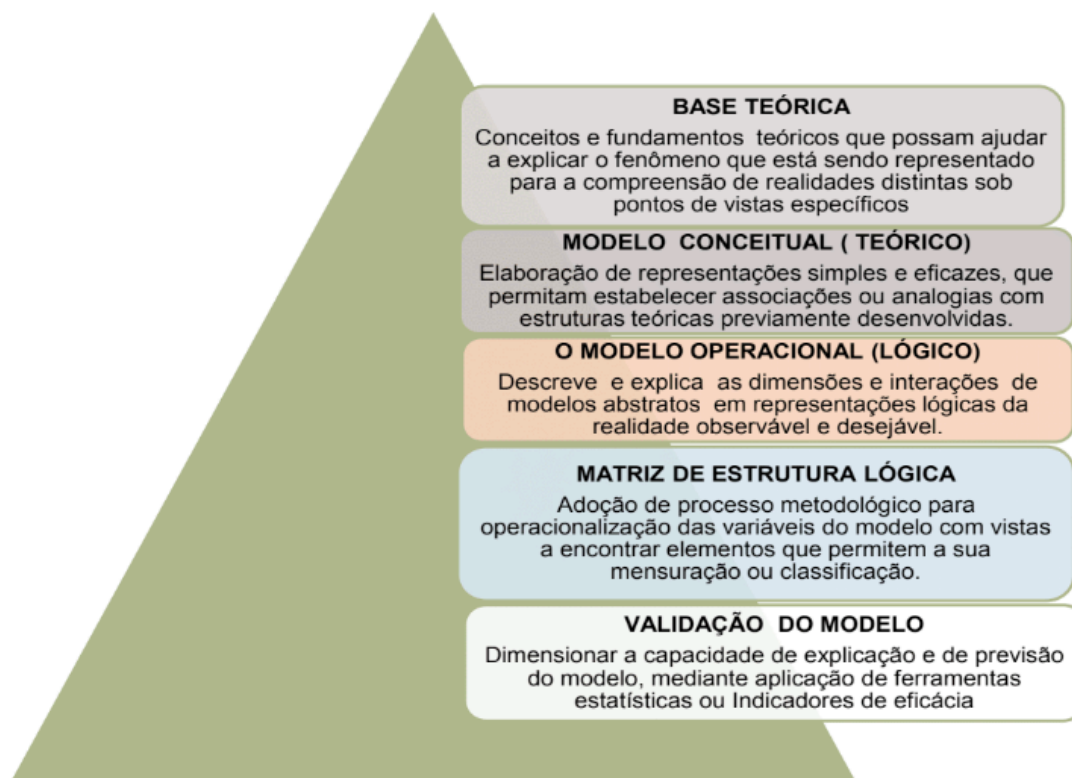 BASE TEÓRICA
Conceitos e fundamentos teóricos que possam ajudar
a explicar o fenômeno que está sendo representado
para a compreensão de realidades distintas sob
pontos de vistas específicos
MODELO CONCEITUAL ( TEÓRICO)
Elaboração de representações simples e eficazes, que
permitam estabelecer associações ou analogias com
estruturas teóricas previamente desenvolvidas.
O MODELO OPERACIONAL (LÓGICO)
Descreve e explica as dimensões e interações de
modelos abstratos em representações lógicas da
realidade observável e desejável.
MATRIZ DE ESTRUTURA LÓGICA
Adoção de processo metodológico para
operacionalização das variáveis do modelo com vistas
a encontrar elementos que permitem a sua
mensuração ou classificação.
VALIDAÇÃO DO MODELO
Dimensionar a capacidade de explicação e de previsão
do modelo, mediante aplicação de ferramentas
estatísticas ou Indicadores de eficácia